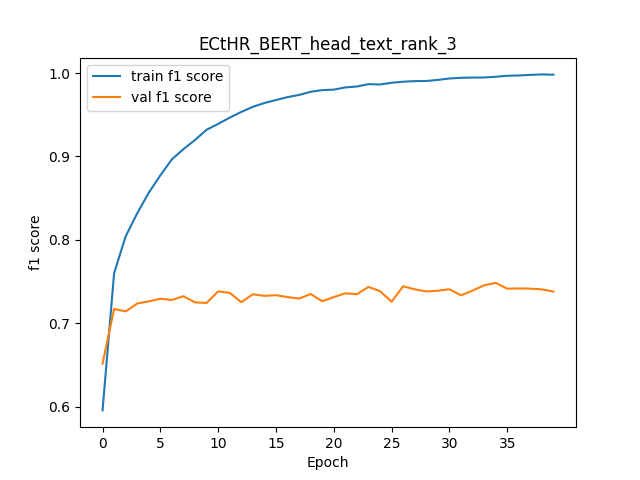 ECtHR_BERT_head_text_rank_3
train f1 score
val f1 score
f1 score
1.0
0.9
0.8
0.7
0.6
0 5 10 15 20 25 30 35
Epoch